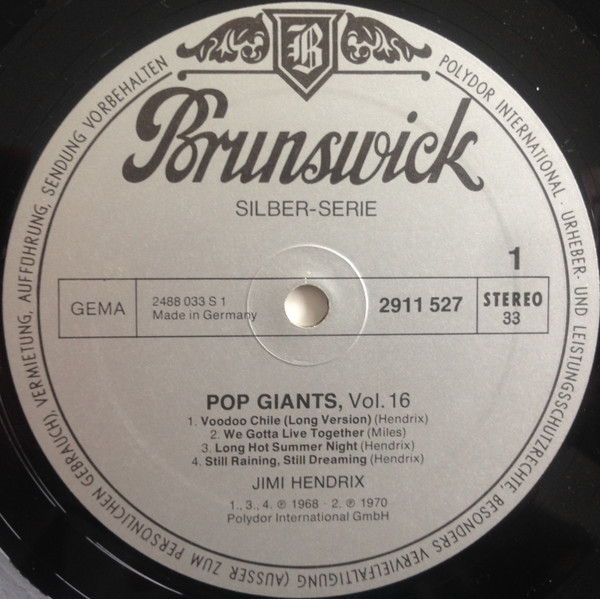 B
Brunswick
SILBER-SERIE
1
GEMA
2488 033 S 1
Made in Germany
2911 527
STEREO
33
POP GIANTS, Vol. 16
1. Voodoo Chile (Long Version) (Hendrix)
2. We Gotta Live Together (Miles)
3. Long Hot Summer Night (Hendrix)
4. Still Raining, Still Dreaming (Hendrix)
JIMI HENDRIX
1., 3., 4. ℗ 1968 · 2. ℗ 1970
Polydor International GmbH
POLYDOR INTERNATIONAL · URHEBER- UND LEISTUNGSSCHUTZRECHTE, BESONDERS VERVIELFÄLTIGUNG (AUSSER ZUM PERSÖNLICHEN GEBRAUCH), VERMIETUNG, AUFFÜHRUNG, SENDUNG VORBEHALTEN